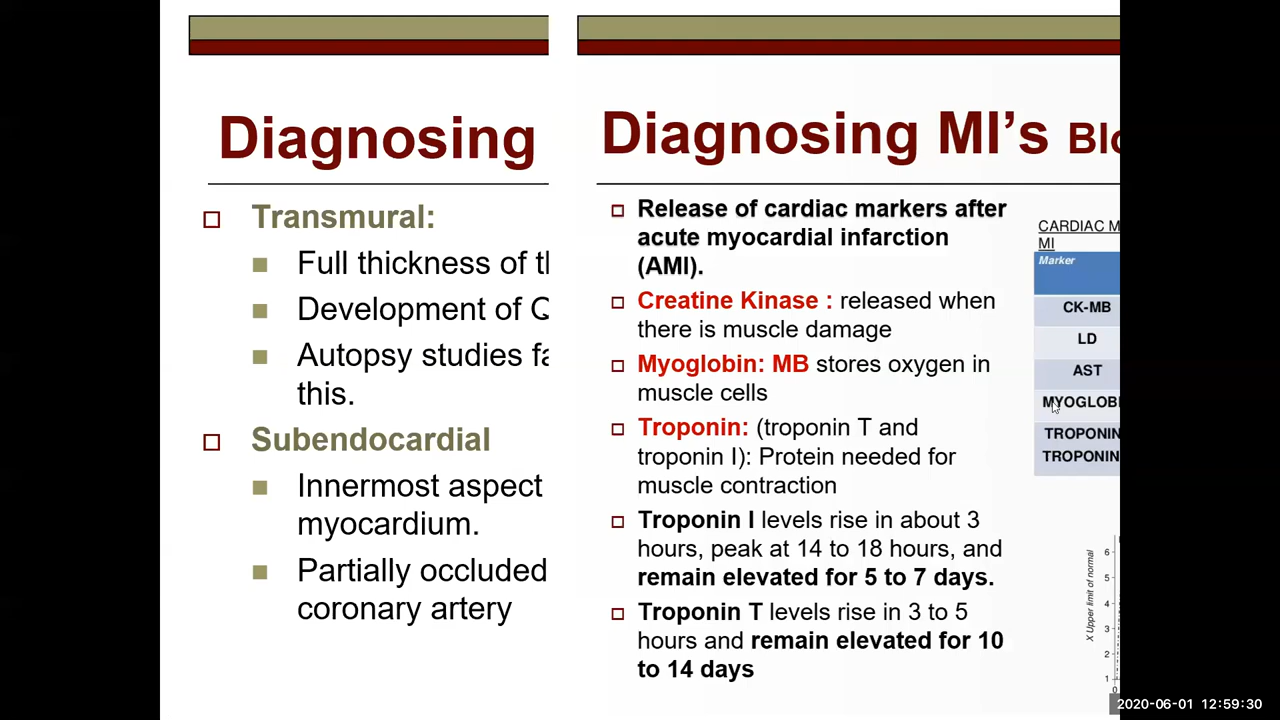 Diagnosing
Transmural:
Full thickness of
Development of
Autopsy studies
this.
Subendocardial
Innermost aspect
myocardium.
Partially occluded
coronary artery
Diagnosing MI's
Release of cardiac markers after
acute myocardial infarction
(AMI).
Creatine Kinase : released when
there is muscle damage
Myoglobin: MB stores oxygen in
muscle cells
Troponin: (troponin T and
troponin I): Protein needed for
muscle contraction
Troponin I levels rise in about 3
hours, peak at 14 to 18 hours, and
remain elevated for 5 to 7 days.
Troponin T levels rise in 3 to 5
hours and remain elevated for 10
to 14 days
CARDIAC
MI
Marker
CK-MB
LD
AST
TROPONIN
TROPONIN
X Upper limit of normal
6
5
4
3
2
1
0
2020-06-01 12:59:30